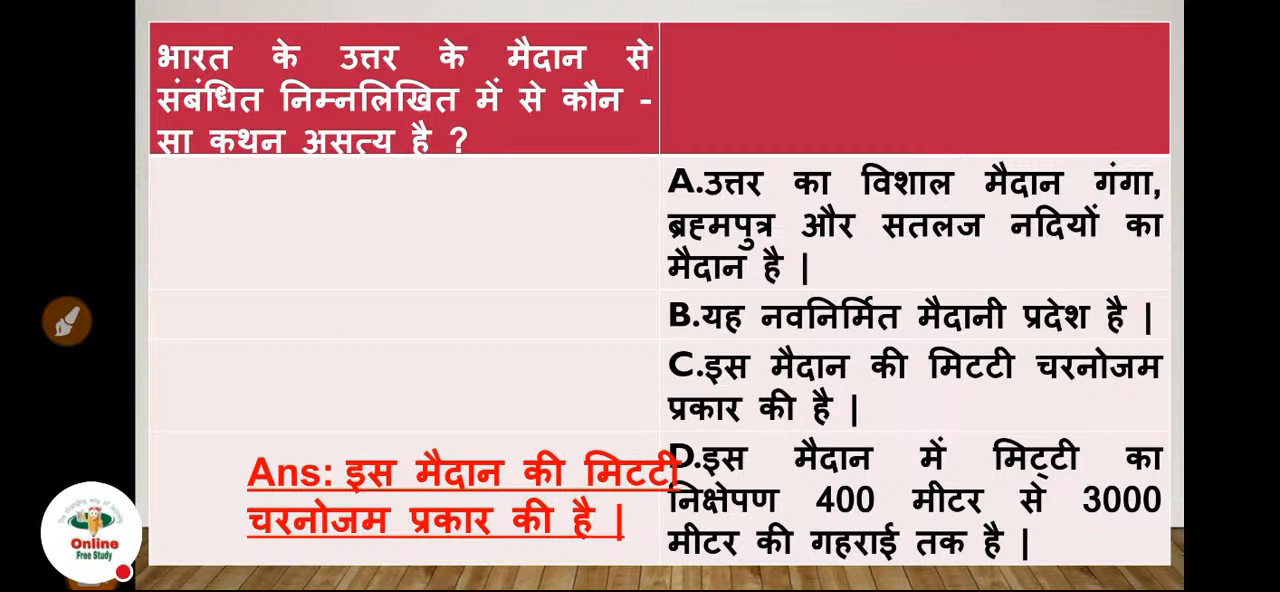 भारत के उत्तर के मैदान से
संबंधित निम्नलिखित में से कौन -
सा कथन असत्य है ?
A.उत्तर का विशाल मैदान गंगा,
ब्रह्मपुत्र और सतलज नदियों का
मैदान है |
B.यह नवनिर्मित मैदानी प्रदेश है |
C.इस मैदान की मिटटी चरनोजम
प्रकार की है |
D.इस मैदान में मिट्टी का
निक्षेपण 400 मीटर से 3000
मीटर की गहराई तक है |
Ans: इस मैदान की मिटटी
चरनोजम प्रकार की है |
Online
Free Study